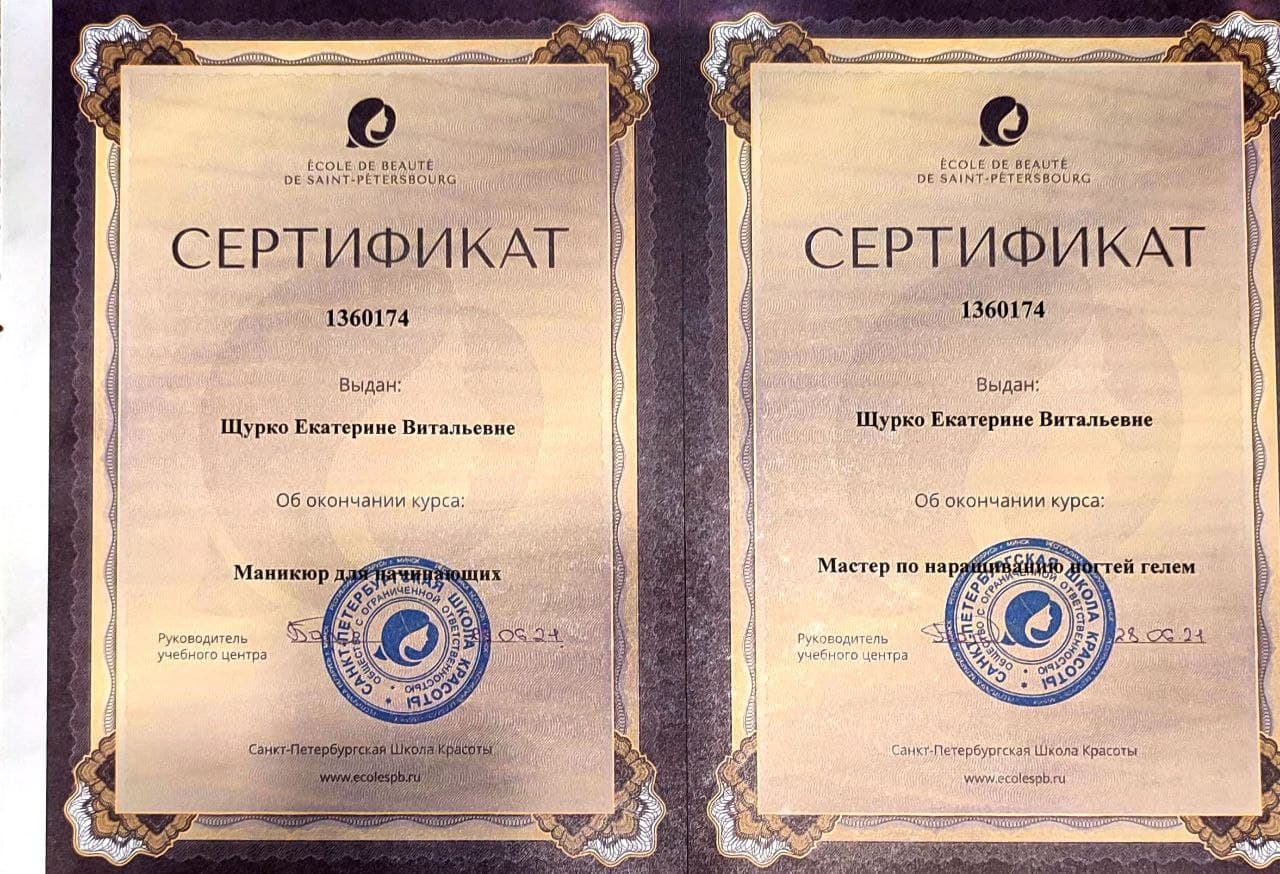 ÉCOLE DE BEAUTÉ
DE SAINT-PÉTERSBOURG
СЕРТИФИКАТ
1360174
Выдан:
Щурко Екатерине Витальевне
Об окончании курса:
Маникюр для начинающих
Руководитель
учебного центра
06.21
САНКТ-ПЕТЕРБУРГСКАЯ ШКОЛА КРАСОТЫ
ОБЩЕСТВО С ОГРАНИЧЕННОЙ ОТВЕТСТВЕННОСТЬЮ
Санкт-Петербургская Школа Красоты
www.ecolespb.ru
ÉCOLE DE BEAUTÉ
DE SAINT-PÉTERSBOURG
СЕРТИФИКАТ
1360174
Выдан:
Щурко Екатерине Витальевне
Об окончании курса:
Мастер по наращиванию ногтей гелем
Руководитель
учебного центра
28 06 21
САНКТ-ПЕТЕРБУРГСКАЯ ШКОЛА КРАСОТЫ
ОБЩЕСТВО С ОГРАНИЧЕННОЙ ОТВЕТСТВЕННОСТЬЮ
Санкт-Петербургская Школа Красоты
www.ecolespb.ru